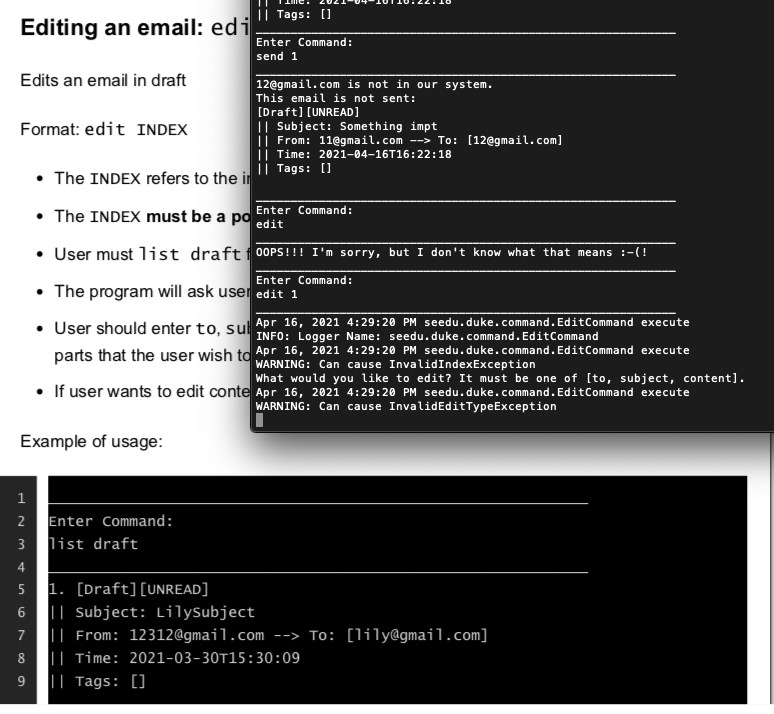 Editing an email: edi
Edits an email in draft
Format: edit INDEX
• The INDEX refers to the i
• The INDEX must be a po
• User must list draft f
• The program will ask user
• User should enter to, sub
parts that the user wish to
• If user wants to edit conte
Example of usage:
|| Time: 2021-04-16T16:22:18
|| Tags: []
Enter Command:
send 1
12@gmail.com is not in our system.
This email is not sent:
[Draft][UNREAD]
|| Subject: Something impt
|| From: 11@gmail.com --> To: [12@gmail.com]
|| Time: 2021-04-16T16:22:18
|| Tags: []
Enter Command:
edit
OOPS!!! I'm sorry, but I don't know what that means :-(!
Enter Command:
edit 1
Apr 16, 2021 4:29:20 PM seedu.duke.command.EditCommand execute
INFO: Logger Name: seedu.duke.command.EditCommand
Apr 16, 2021 4:29:20 PM seedu.duke.command.EditCommand execute
WARNING: Can cause InvalidIndexException
What would you like to edit? It must be one of [to, subject, content].
Apr 16, 2021 4:29:20 PM seedu.duke.command.EditCommand execute
WARNING: Can cause InvalidEditTypeException
1
2 Enter Command:
3 list draft
4
5 1. [Draft][UNREAD]
6 || Subject: LilySubject
7 || From: 12312@gmail.com --> To: [lily@gmail.com]
8 || Time: 2021-03-30T15:30:09
9 || Tags: []